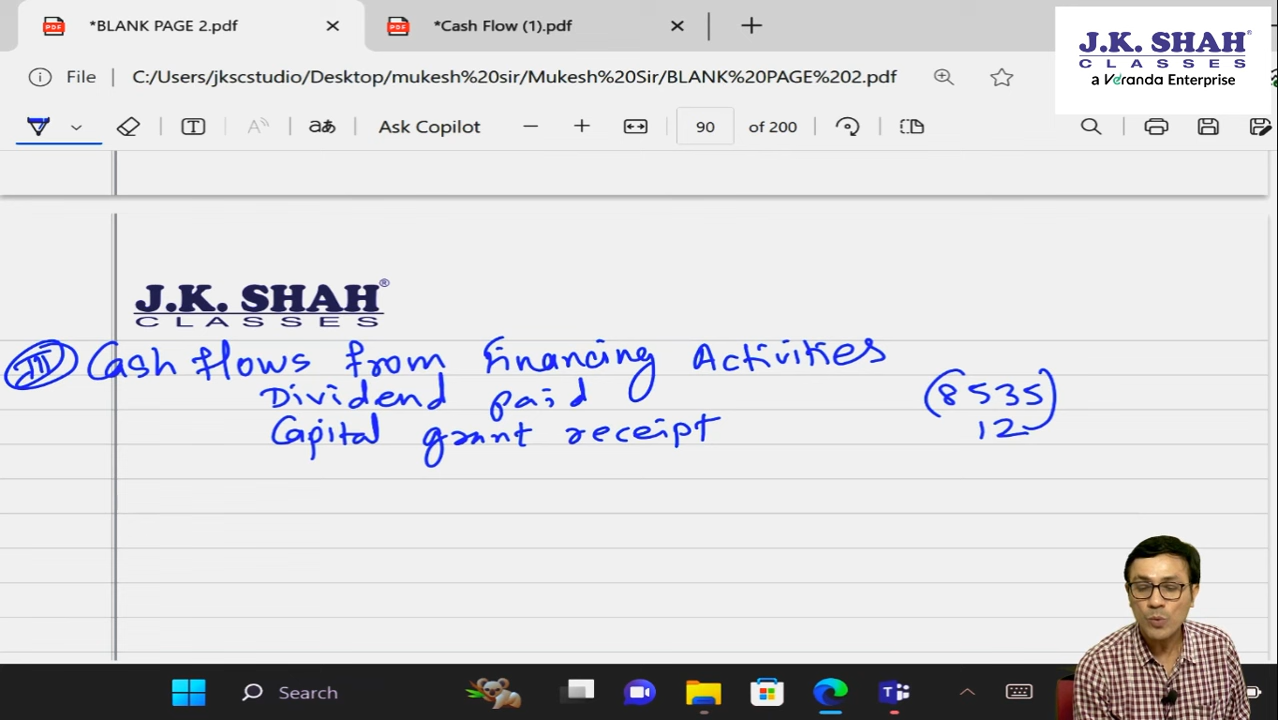 *BLANK PAGE 2.pdf
*Cash Flow (1).pdf
File C:/Users/jkscstudio/Desktop/mukesh%20sir/Mukesh%20Sir/BLANK%20PAGE%202.pdf
J.K. SHAH®
CLASSES
a Veranda Enterprise
Ask Copilot
90 of 200
J.K. SHAH®
CLASSES
III Cash flows from Financing Activities
Dividend paid (8535)
Capital grant receipt 12
Search